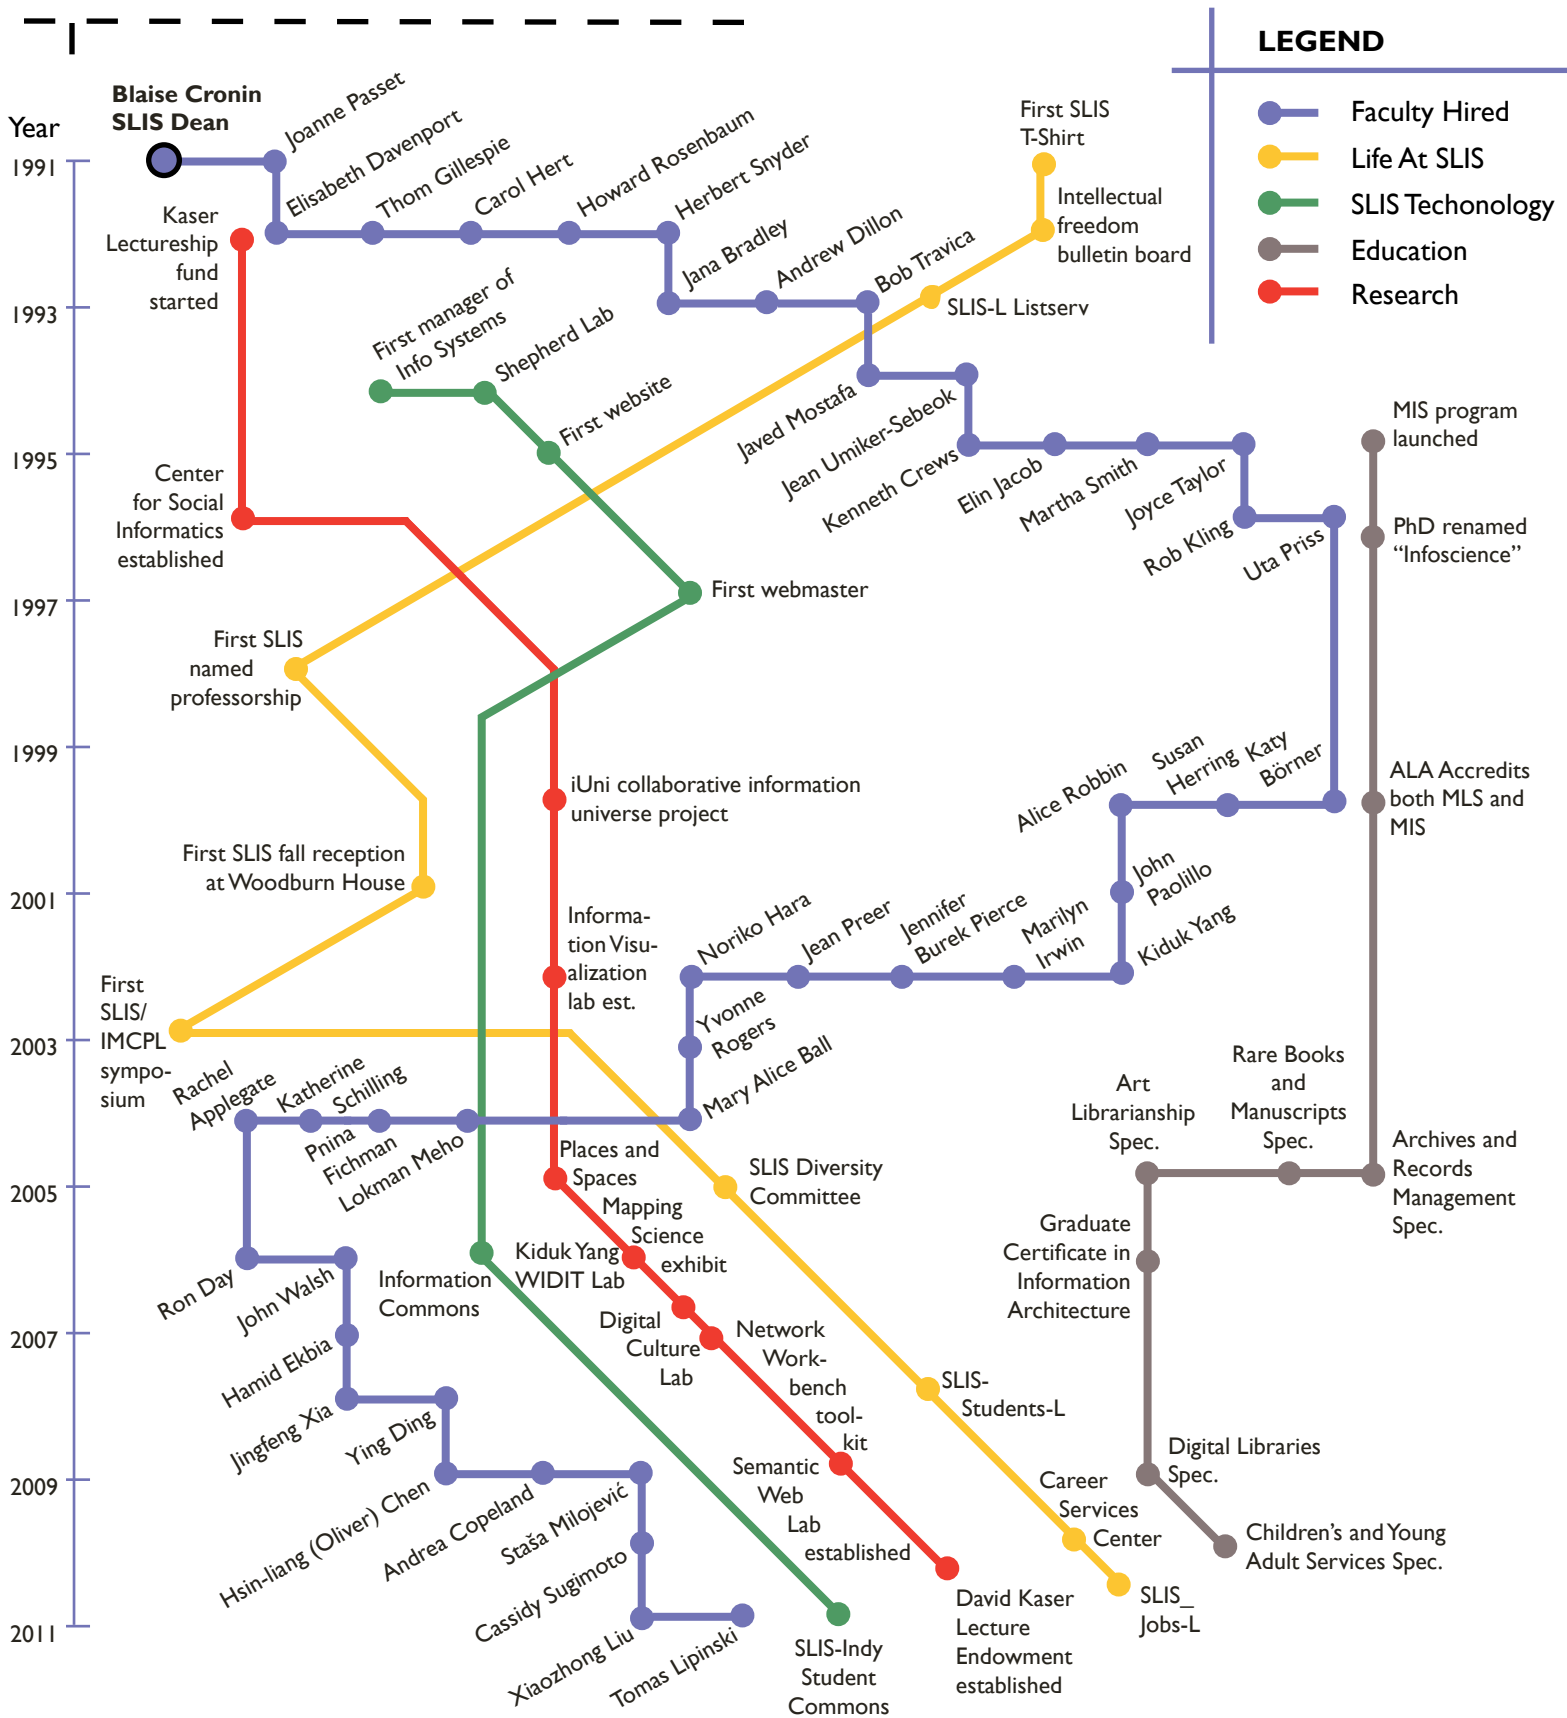 LEGEND
Faculty Hired
Life At SLIS
SLIS Techonology
Education
Research
Year
1991
1993
1995
1997
1999
2001
2003
2005
2007
2009
2011
Blaise Cronin
SLIS Dean
Joanne Passet
Elisabeth Davenport
Thom Gillespie
Carol Hert
Howard Rosenbaum
Herbert Snyder
Jana Bradley
Andrew Dillon
Bob Travica
Javed Mostafa
Jean Umiker-Sebeok
Kenneth Crews
Elin Jacob
Martha Smith
Joyce Taylor
Rob Kling
Uta Priss
Katy
Börner
Susan
Herring
Alice Robbin
John
Paolillo
Kiduk Yang
Marilyn
Irwin
Jennifer
Burek Pierce
Jean Preer
Noriko Hara
Yvonne
Rogers
Mary Alice Ball
Lokman Meho
Pnina
Fichman
Katherine
Schilling
Rachel
Applegate
Ron Day
John Walsh
Hamid Ekbia
Jingfeng Xia
Ying Ding
Hsin-liang (Oliver) Chen
Andrea Copeland
Staša Milojević
Cassidy Sugimoto
Xiaozhong Liu
Tomas Lipinski
First SLIS
T-Shirt
Intellectual
freedom
bulletin board
SLIS-L Listserv
First SLIS
named
professorship
First SLIS fall reception
at Woodburn House
First
SLIS/
IMCPL
sympo-
sium
SLIS Diversity
Committee
SLIS-
Students-L
Career
Services
Center
SLIS_
Jobs-L
First manager of
Info Systems
Shepherd Lab
First website
First webmaster
Information
Commons
SLIS-Indy
Student
Commons
MIS program
launched
PhD renamed
“Infoscience”
ALA Accredits
both MLS and
MIS
Archives and
Records
Management
Spec.
Rare Books
and
Manuscripts
Spec.
Art
Librarianship
Spec.
Graduate
Certificate in
Information
Architecture
Digital Libraries
Spec.
Children’s and Young
Adult Services Spec.
Kaser
Lectureship
fund
started
Center
for Social
Informatics
established
iUni collaborative information
universe project
Informa-
tion Visu-
alization
lab est.
Places and
Spaces
Mapping
Science
exhibit
Kiduk Yang
WIDIT Lab
Digital
Culture
Lab
Network
Work-
bench
tool-
kit
Semantic
Web
Lab
established
David Kaser
Lecture
Endowment
established